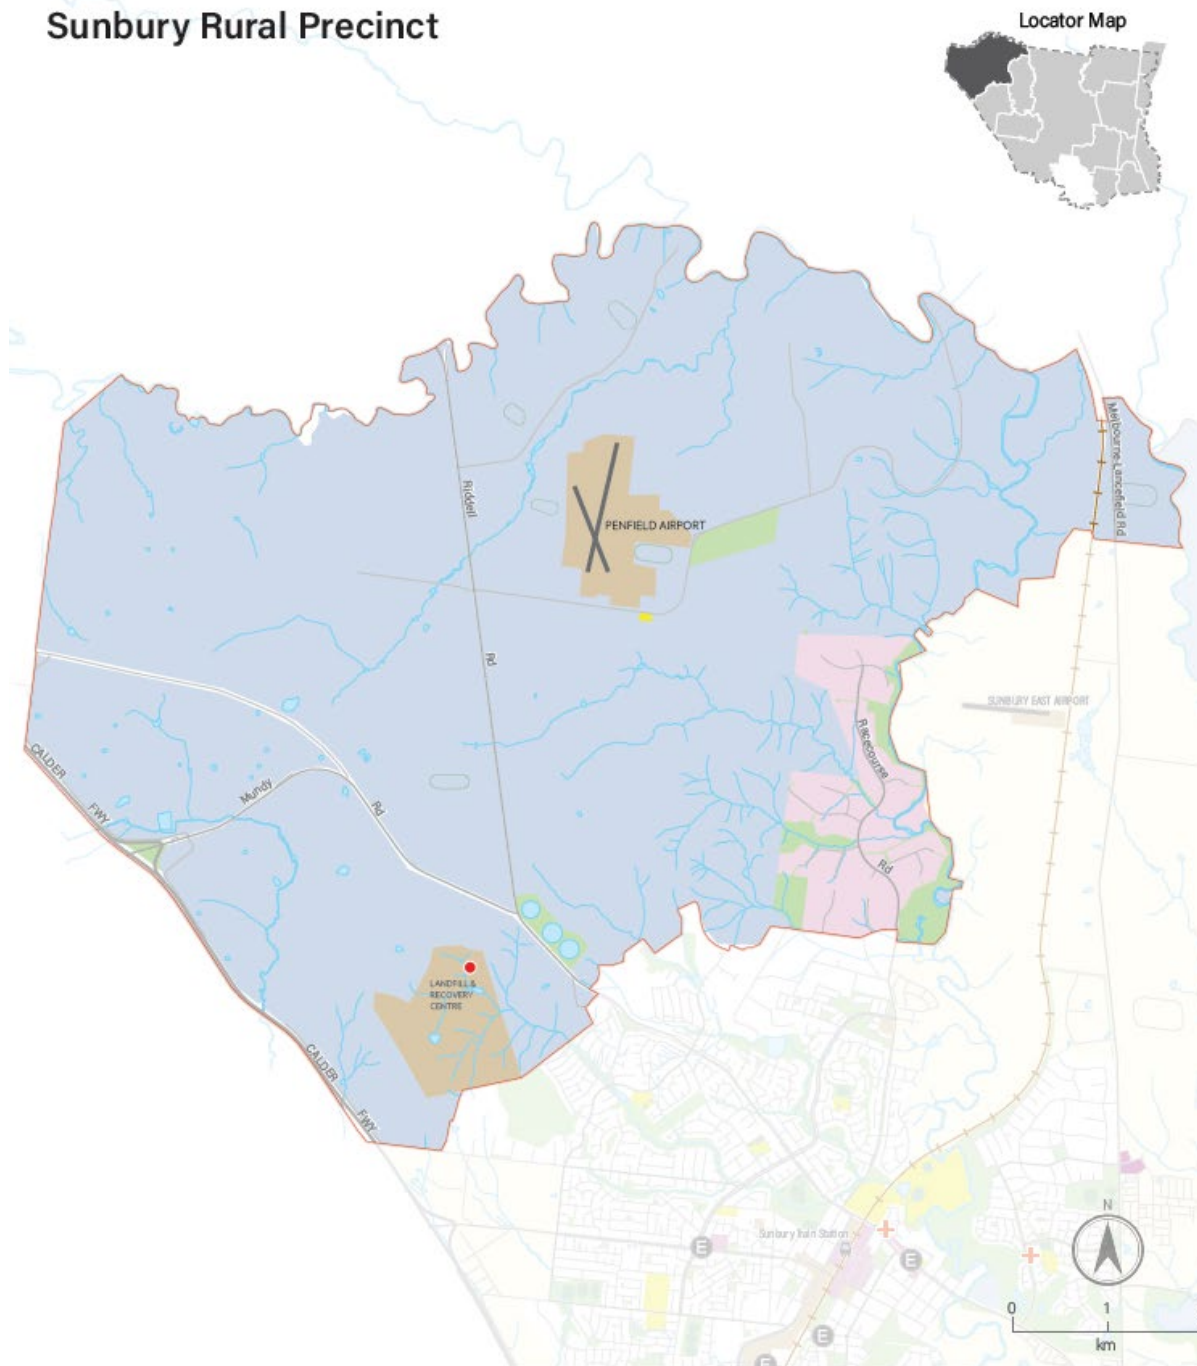 Sunbury Rural Precinct
Locator Map
Melbourne-Lancefield Rd
Riddell
PENFIELD AIRPORT
Rd
SUNBURY EAST AIRPORT
Racecourse
CALDER
FWY
Mundy
Rd
Rd
LANDFILL &
RECOVERY
CENTRE
CALDER
FWY
N
Sunbury Train Station
E
E
E
E
0
1
km